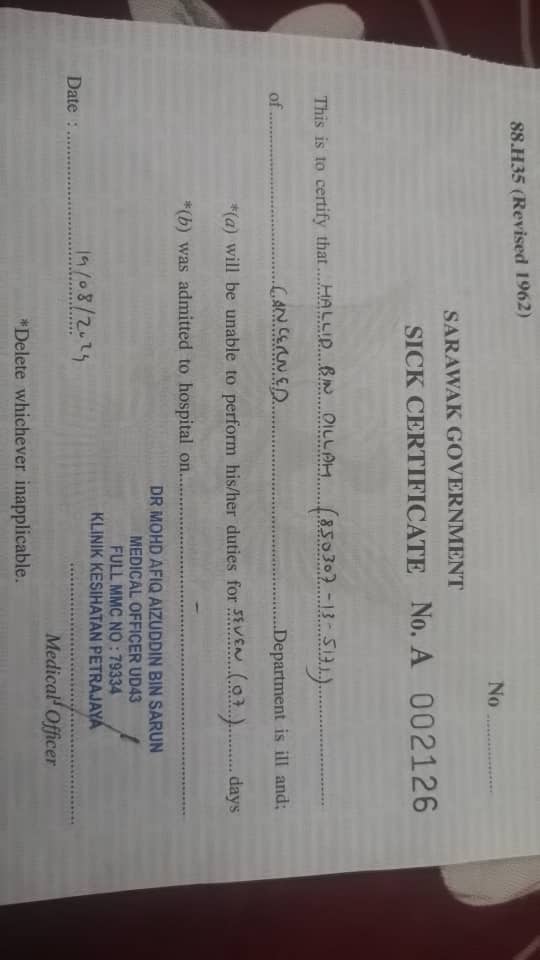 88.H35 (Revised 1962)
No ....................
SARAWAK GOVERNMENT
SICK CERTIFICATE No. A 002126
This is to certify that....HALLID BIN DILLAH (850307-13-5171)....................
of........................................CANCERNED........................................Department is ill and:
*(a) will be unable to perform his/her duties for SEVEN (07)........ days
*(b) was admitted to hospital on............................–............................
DR MOHD AFIQ AIZUDDIN BIN SARUN
MEDICAL OFFICER UD43
FULL MMC NO : 79334
KLINIK KESIHATAN PETRAJAYA
Date : ........19/08/2024........
Medical Officer
*Delete whichever inapplicable.